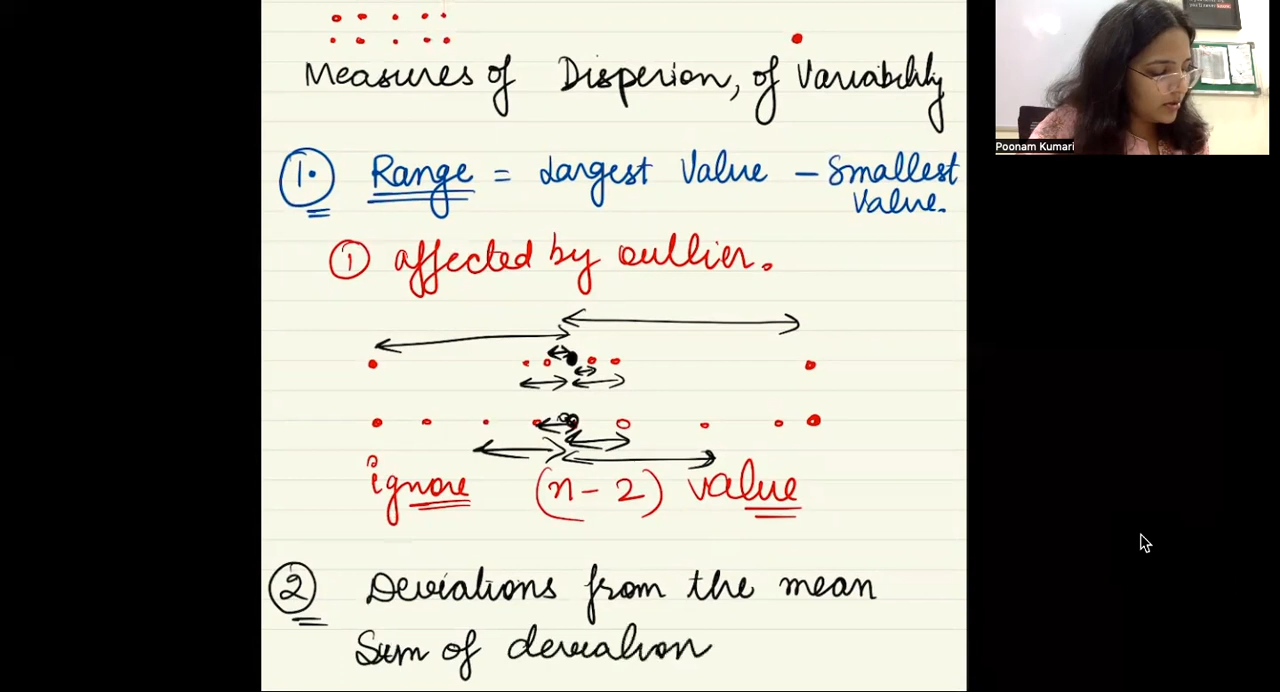 Measures of Disperion, of Variability
1. Range = Largest Value - Smallest
Value.
1 affected by outlier.
ignore (n-2) value
2 Deviations from the mean
Sum of deviation
Poonam Kumari